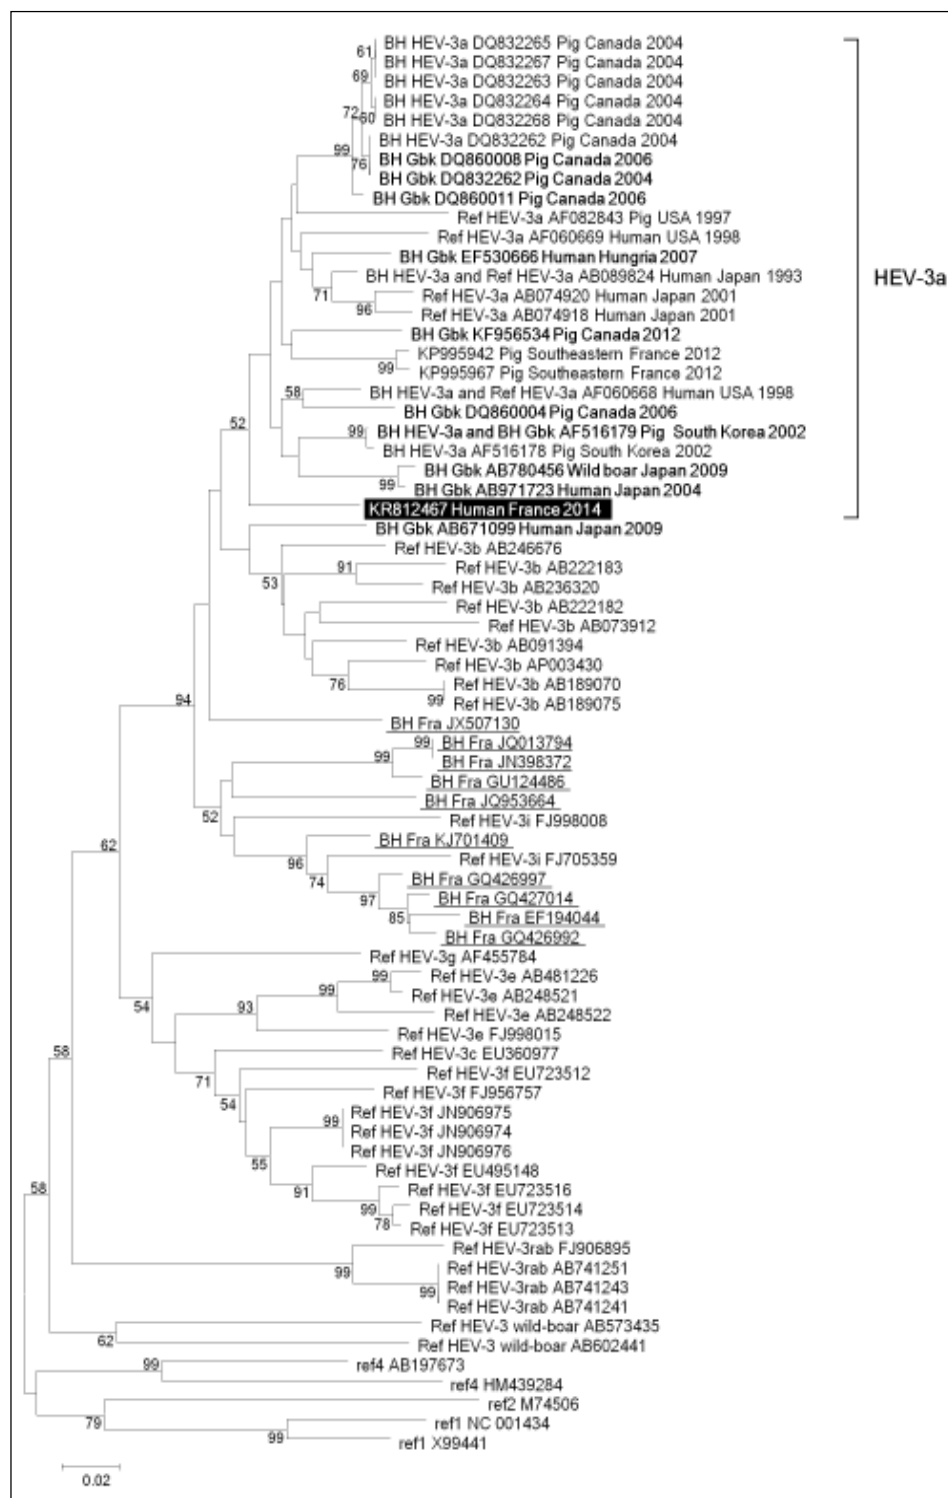 BH HEV-3a DQ832265 Pig Canada 2004
61
BH HEV-3a DQ832267 Pig Canada 2004
69
BH HEV-3a DQ832263 Pig Canada 2004
BH HEV-3a DQ832264 Pig Canada 2004
72
60
BH HEV-3a DQ832268 Pig Canada 2004
BH HEV-3a DQ832262 Pig Canada 2004
99
76
BH Gbk DQ860008 Pig Canada 2006
BH Gbk DQ832262 Pig Canada 2004
BH Gbk DQ860011 Pig Canada 2006
Ref HEV-3a AF082843 Pig USA 1997
Ref HEV-3a AF060669 Human USA 1998
BH Gbk EF530666 Human Hungria 2007
BH HEV-3a and Ref HEV-3a AB089824 Human Japan 1993
HEV-3a
71
Ref HEV-3a AB074920 Human Japan 2001
96
Ref HEV-3a AB074918 Human Japan 2001
BH Gbk KF956534 Pig Canada 2012
KP995942 Pig Southeastern France 2012
99
KP995967 Pig Southeastern France 2012
58
BH HEV-3a and Ref HEV-3a AF060668 Human USA 1998
BH Gbk DQ860004 Pig Canada 2006
52
99
BH HEV-3a and BH Gbk AF516179 Pig South Korea 2002
BH HEV-3a AF516178 Pig South Korea 2002
BH Gbk AB780456 Wild boar Japan 2009
99
BH Gbk AB971723 Human Japan 2004
KR812467 Human France 2014
BH Gbk AB671099 Human Japan 2009
Ref HEV-3b AB246676
91
Ref HEV-3b AB222183
53
Ref HEV-3b AB236320
Ref HEV-3b AB222182
Ref HEV-3b AB073912
Ref HEV-3b AB091394
Ref HEV-3b AP003430
76
Ref HEV-3b AB189070
99
Ref HEV-3b AB189075
94
BH Fra JX507130
99
BH Fra JQ013794
99
BH Fra JN398372
BH Fra GU124486
BH Fra JQ953664
52
Ref HEV-3i FJ998008
BH Fra KJ701409
62
96
Ref HEV-3i FJ705359
74
BH Fra GQ426997
97
BH Fra GQ427014
85
BH Fra EF194044
BH Fra GQ426992
Ref HEV-3g AF455784
99
Ref HEV-3e AB481226
99
Ref HEV-3e AB248521
54
93
Ref HEV-3e AB248522
Ref HEV-3e FJ998015
58
Ref HEV-3c EU360977
71
Ref HEV-3f EU723512
Ref HEV-3f FJ956757
54
Ref HEV-3f JN906975
99
Ref HEV-3f JN906974
Ref HEV-3f JN906976
55
Ref HEV-3f EU495148
58
91
Ref HEV-3f EU723516
99
Ref HEV-3f EU723514
78
Ref HEV-3f EU723513
Ref HEV-3rab FJ906895
99
Ref HEV-3rab AB741251
99
Ref HEV-3rab AB741243
Ref HEV-3rab AB741241
Ref HEV-3 wild-boar AB573435
62
Ref HEV-3 wild-boar AB602441
99
ref4 AB197673
ref4 HM439284
ref2 M74506
79
ref1 NC 001434
99
ref1 X99441
0.02